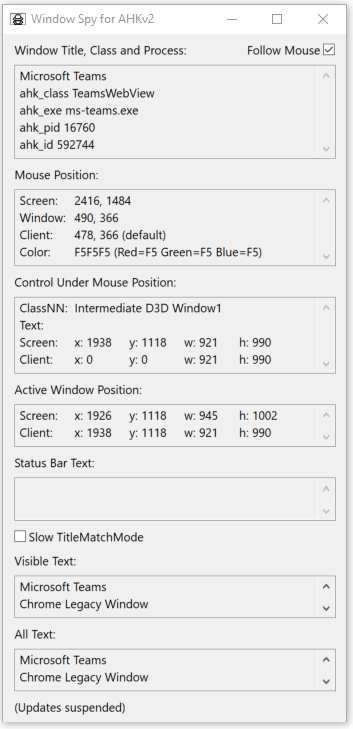 Window Spy for AHKv2
Window Title, Class and Process: Follow Mouse
Microsoft Teams
ahk_class TeamsWebView
ahk_exe ms-teams.exe
ahk_pid 16760
ahk_id 592744
Mouse Position:
Screen: 2416, 1484
Window: 490, 366
Client: 478, 366 (default)
Color: F5F5F5 (Red=F5 Green=F5 Blue=F5)
Control Under Mouse Position:
ClassNN: Intermediate D3D Window1
Text:
Screen: x: 1938 y: 1118 w: 921 h: 990
Client: x: 0 y: 0 w: 921 h: 990
Active Window Position:
Screen: x: 1926 y: 1118 w: 945 h: 1002
Client: x: 1938 y: 1118 w: 921 h: 990
Status Bar Text:
Slow TitleMatchMode
Visible Text:
Microsoft Teams
Chrome Legacy Window
All Text:
Microsoft Teams
Chrome Legacy Window
(Updates suspended)